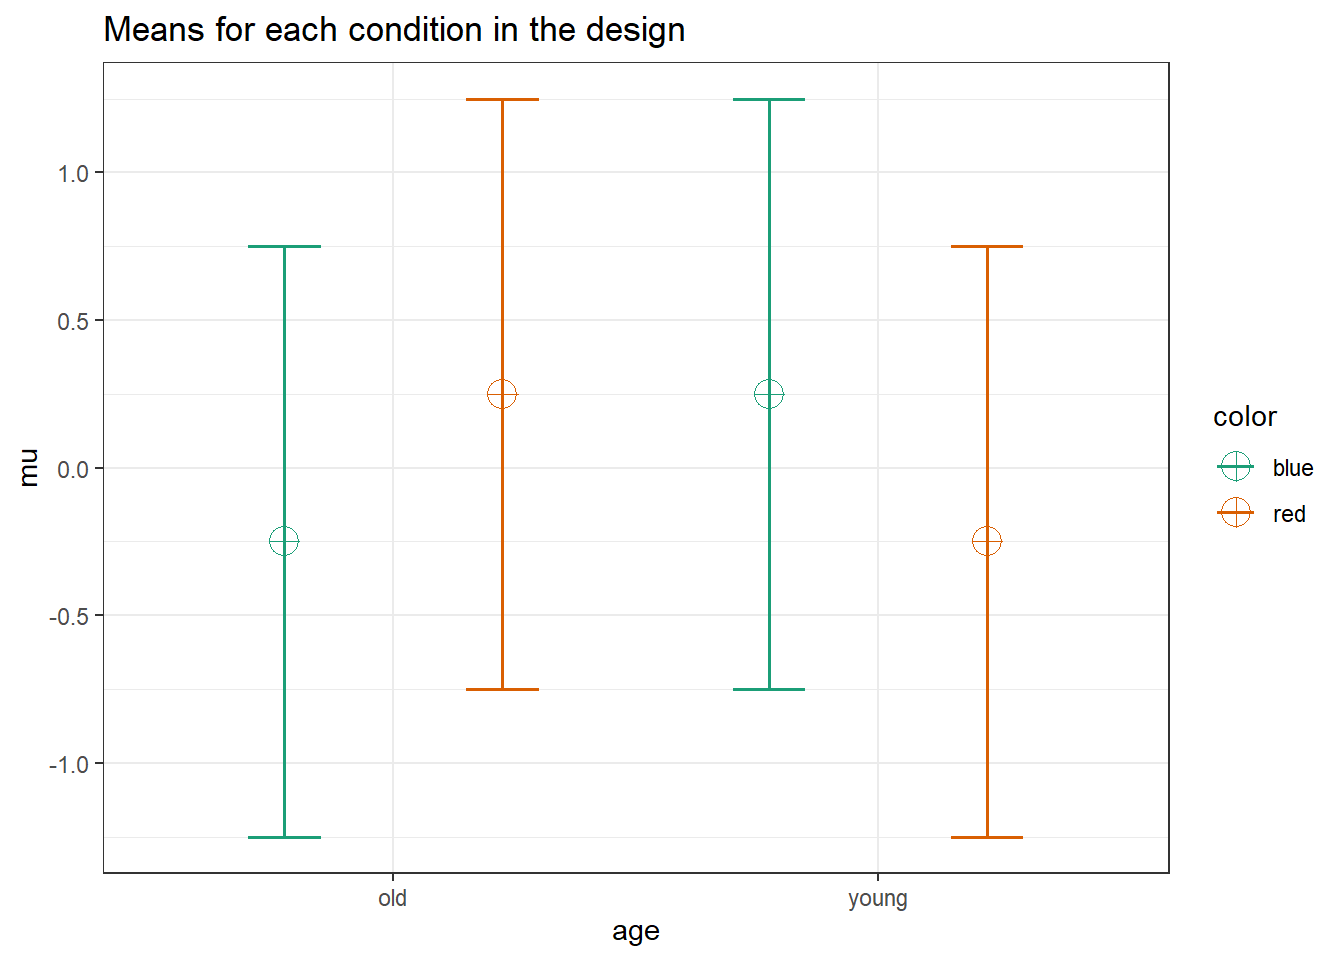 Means for each condition in the design
1.0
0.5
0.0
-0.5
-1.0
mu
old
young
age
color
blue
red